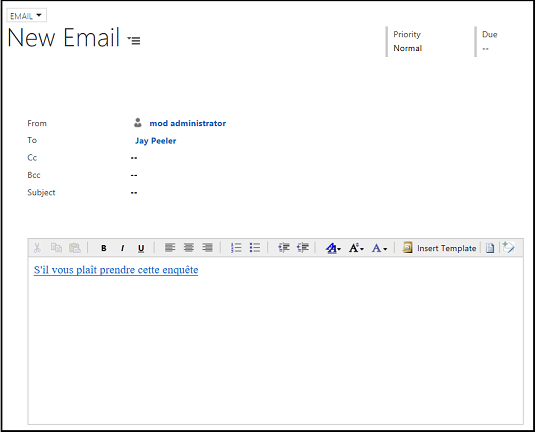 EMAIL
New Email
Priority
Normal
Due
--
From mod administrator
To Jay Peeler
Cc --
Bcc --
Subject --
B I U A A A Insert Template
S'il vous plaît prendre cette enquête